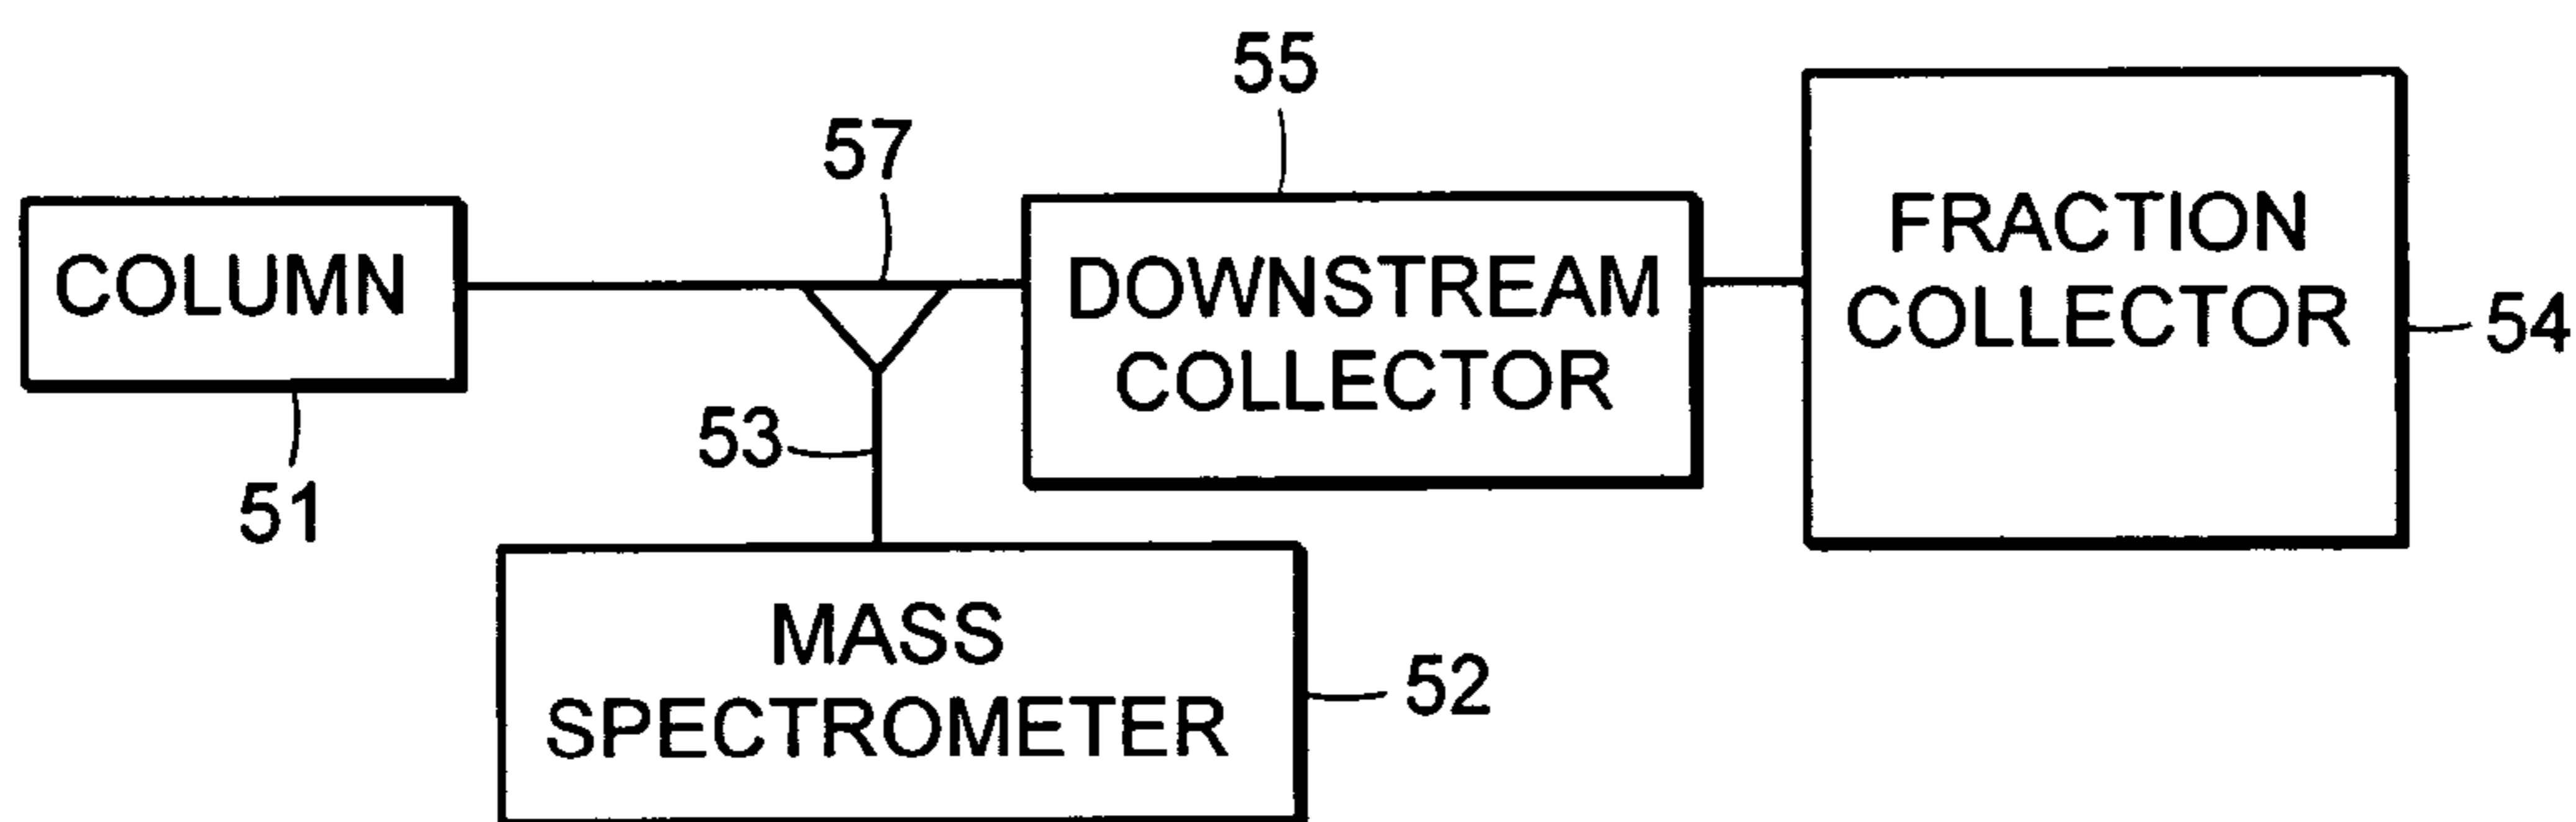 55
57
COLUMN
51
53
DOWNSTREAM
COLLECTOR
FRACTION
COLLECTOR
54
MASS
SPECTROMETER
52